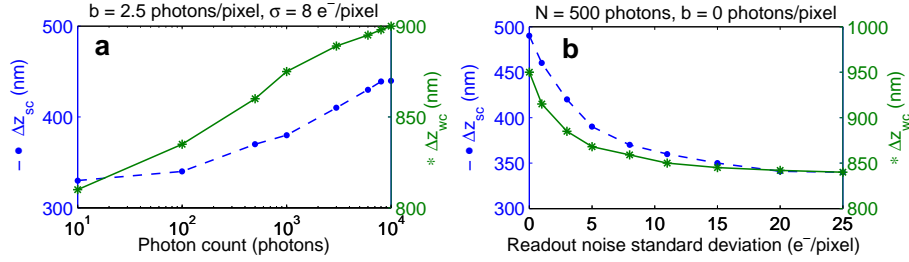 b = 2.5 photons/pixel, σ = 8 e⁻/pixel
a
500
400
300
200
– • Δz_sc (nm)
900
850
800
* Δz_wc (nm)
10¹
10²
10³
10⁴
Photon count (photons)
N = 500 photons, b = 0 photons/pixel
b
500
450
400
350
300
– • Δz_sc (nm)
1000
950
900
850
800
* Δz_wc (nm)
0
5
10
15
20
25
Readout noise standard deviation (e⁻/pixel)